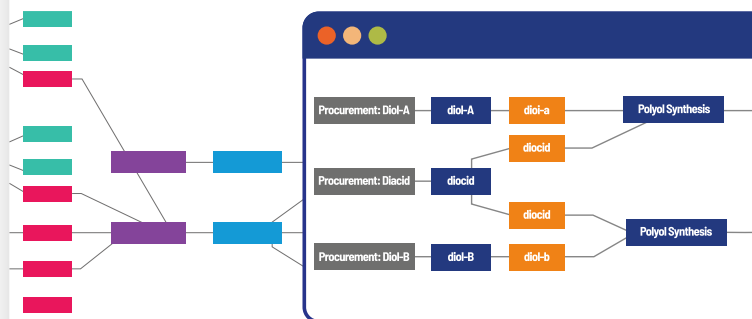 Procurement: Diol-A
diol-A
diol-a
Polyol Synthesis
diocid
Procurement: Diacid
diocid
diocid
Polyol Synthesis
Procurement: Diol-B
diol-B
diol-b